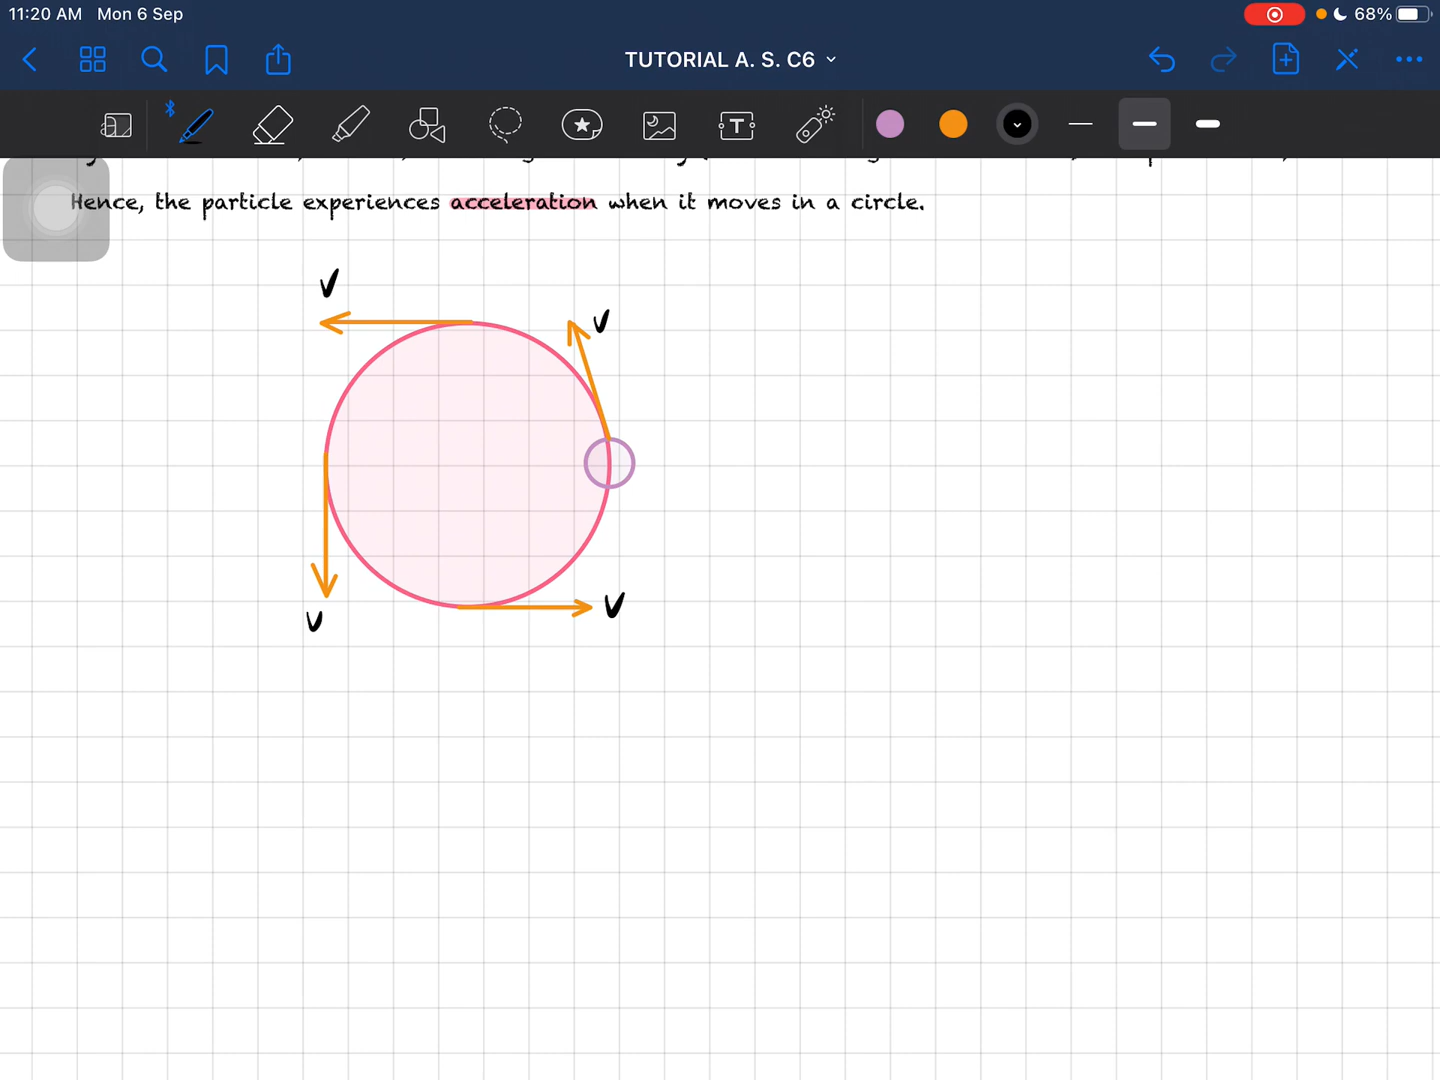 11:20 AM Mon 6 Sep 68%
TUTORIAL A. S. C6
T
Hence, the particle experiences acceleration when it moves in a circle.
v
v
v
v